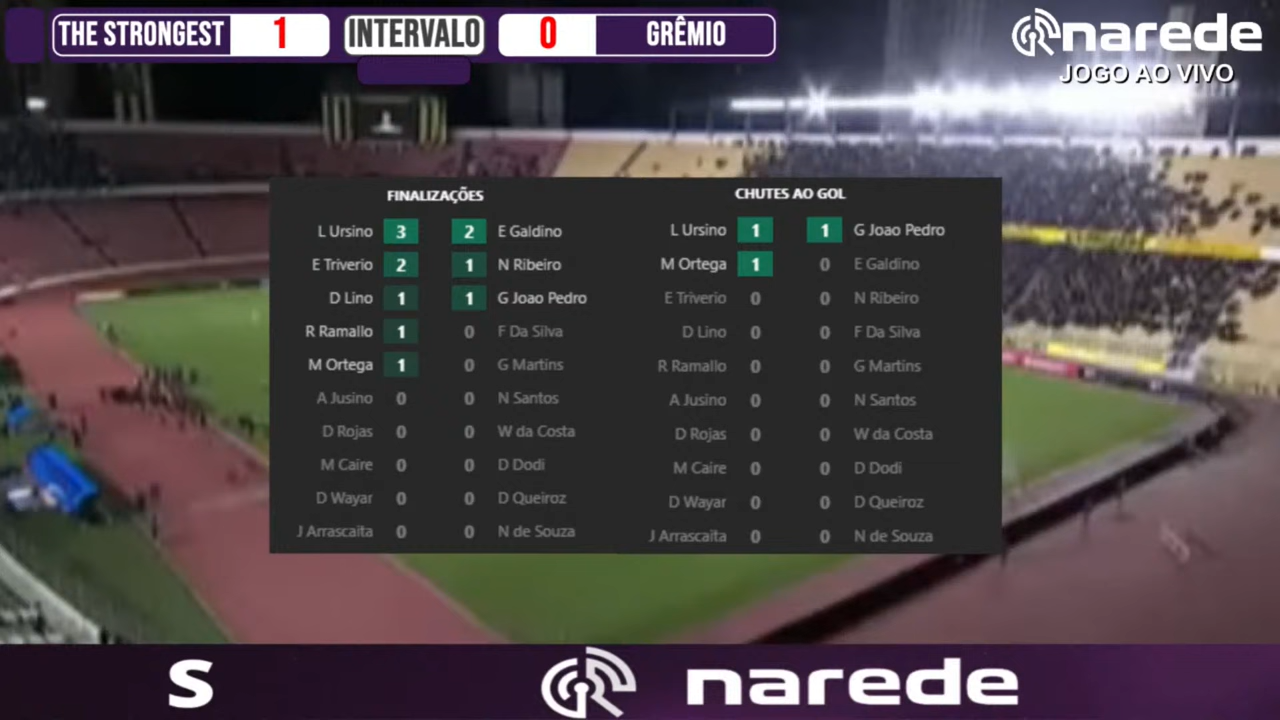 THE STRONGEST 1 INTERVALO 0 GRÊMIO
narede
JOGO AO VIVO
FINALIZAÇÕES
L Ursino 3 2 E Galdino
E Triverio 2 1 N Ribeiro
D Lino 1 1 G Joao Pedro
R Ramallo 1 0 F Da Silva
M Ortega 1 0 G Martins
A Jusino 0 0 N Santos
D Rojas 0 0 W da Costa
M Caire 0 0 D Dodi
D Wayar 0 0 D Queiroz
J Arrascaita 0 0 N de Souza
CHUTES AO GOL
L Ursino 1 1 G Joao Pedro
M Ortega 1 0 E Galdino
E Triverio 0 0 N Ribeiro
D Lino 0 0 F Da Silva
R Ramallo 0 0 G Martins
A Jusino 0 0 N Santos
D Rojas 0 0 W da Costa
M Caire 0 0 D Dodi
D Wayar 0 0 D Queiroz
J Arrascaita 0 0 N de Souza
S narede